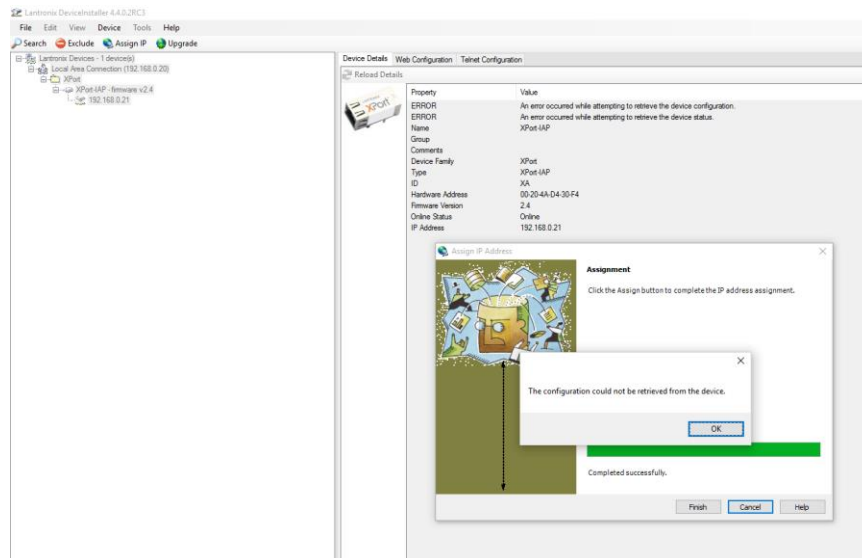 Lantronix DeviceInstaller 4.4.0.2RC3
File Edit View Device Tools Help
Search Exclude Assign IP Upgrade
Lantronix Devices - 1 device(s)
Local Area Connection (192.168.0.20)
XPort
XPort-IAP - firmware v2.4
192.168.0.21
Device Details Web Configuration Telnet Configuration
Reload Details
XPort
Property Value
ERROR An error occurred while attempting to retrieve the device configuration.
ERROR An error occurred while attempting to retrieve the device status.
Name XPort-IAP
Group
Comments
Device Family XPort
Type XPort-IAP
ID XA
Hardware Address 00-20-4A-D4-30-F4
Firmware Version 2.4
Online Status Online
IP Address 192.168.0.21
Assign IP Address
Assignment
Click the Assign button to complete the IP address assignment.
The configuration could not be retrieved from the device.
OK
Completed successfully.
Finish Cancel Help